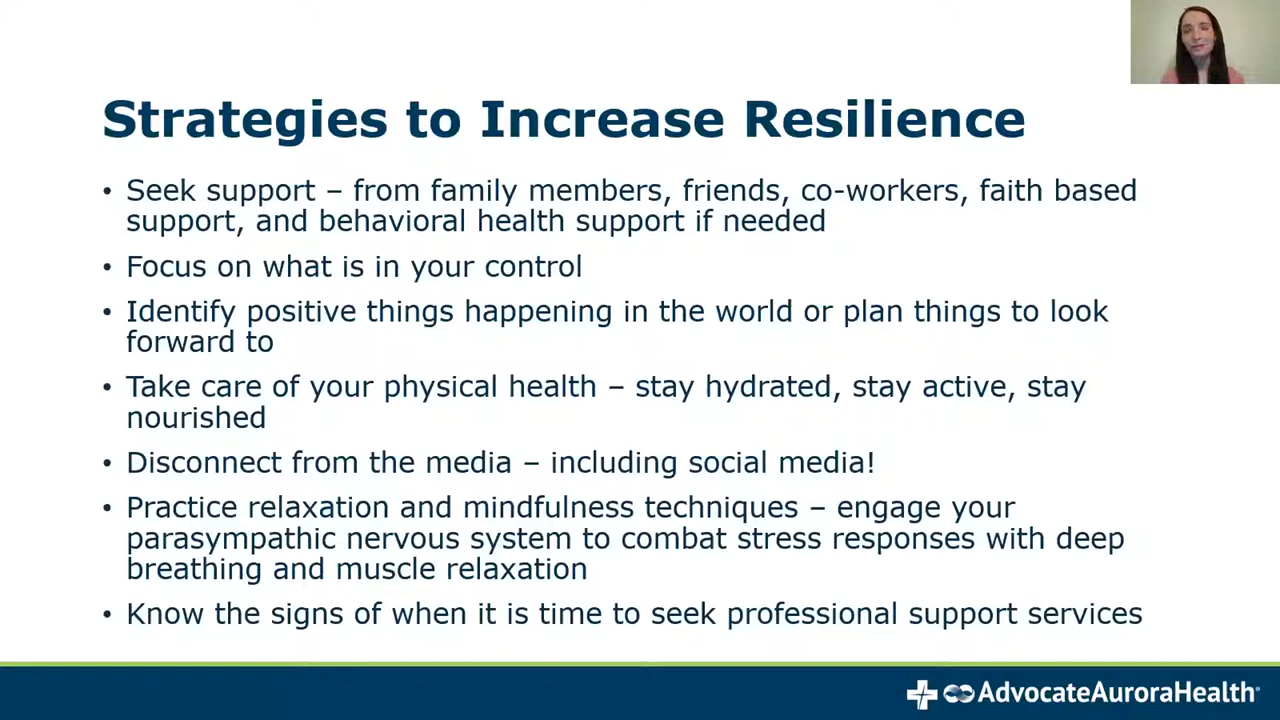 Strategies to Increase Resilience
• Seek support – from family members, friends, co-workers, faith based
support, and behavioral health support if needed
• Focus on what is in your control
• Identify positive things happening in the world or plan things to look
forward to
• Take care of your physical health – stay hydrated, stay active, stay
nourished
• Disconnect from the media – including social media!
• Practice relaxation and mindfulness techniques – engage your
parasympathic nervous system to combat stress responses with deep
breathing and muscle relaxation
• Know the signs of when it is time to seek professional support services
AdvocateAuroraHealth